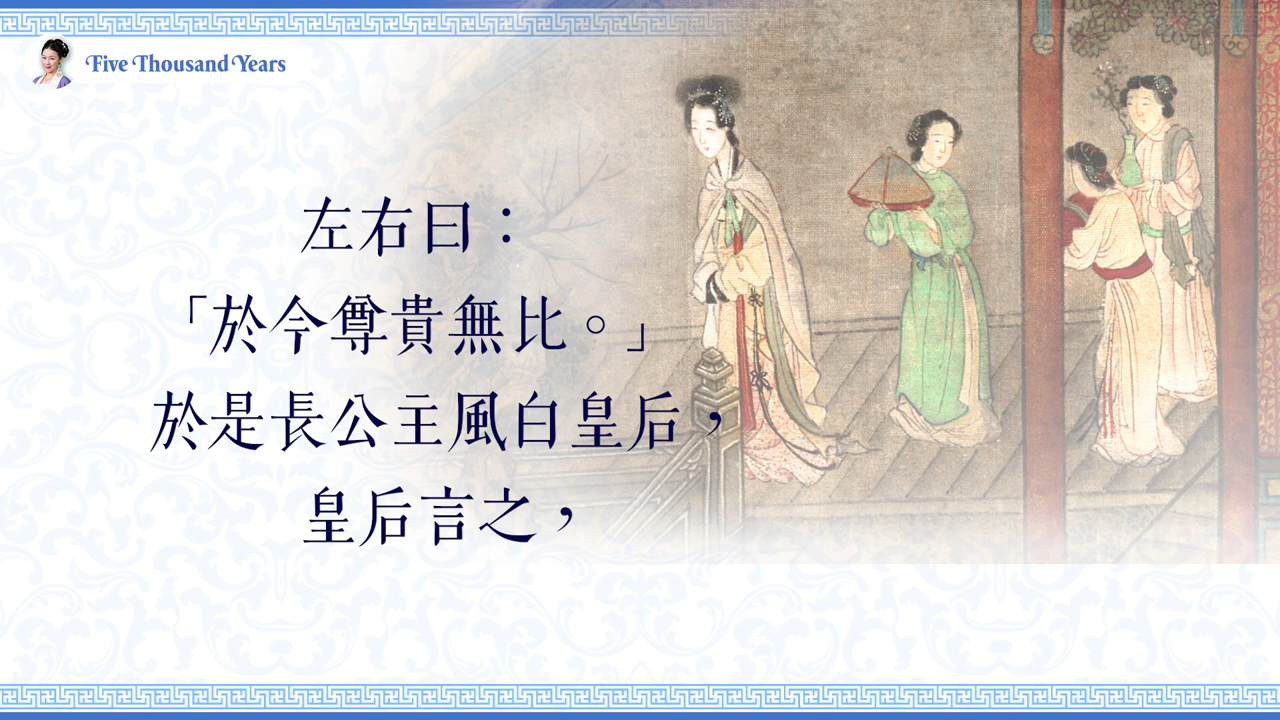 Five Thousand Years
左右曰：
「於今尊貴無比。」
於是長公主風白皇后，
皇后言之，